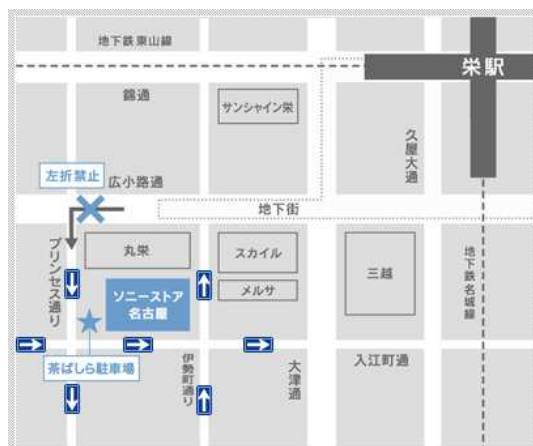 地下鉄東山線
栄駅
錦通
サンシャイン栄
久屋大通
左折禁止
広小路通
地下街
プリンセス通り
丸栄
スカイル
三越
地下鉄名城線
ソニーストア
名古屋
メルサ
茶ばしら駐車場
伊勢町通り
大津通
入江町通